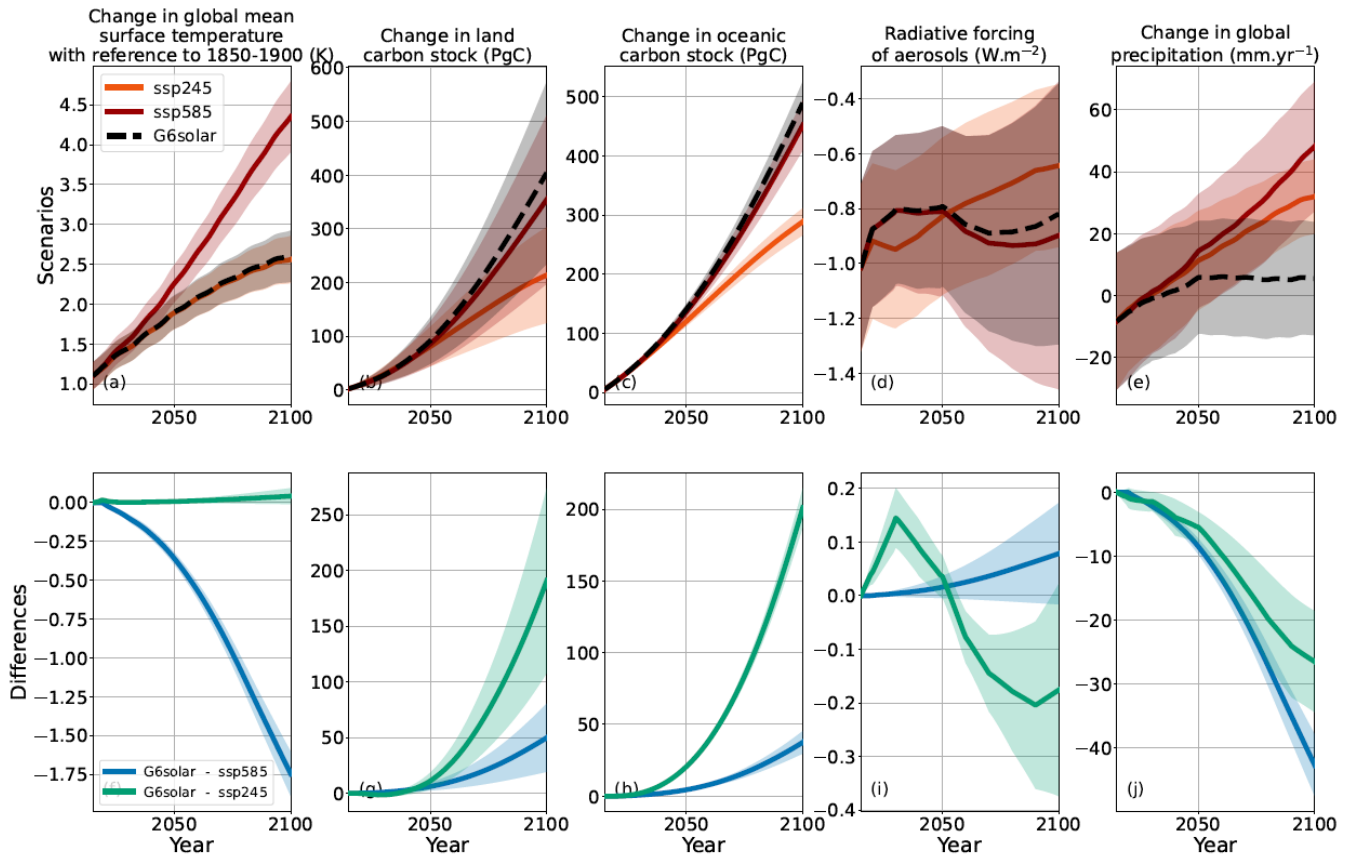 Change in global mean
surface temperature
with reference to 1850-1900 (K)
Change in land
carbon stock (PgC)
Change in oceanic
carbon stock (PgC)
Radiative forcing
of aerosols (W.m⁻²)
Change in global
precipitation (mm.yr⁻¹)
Scenarios
4.5
4.0
3.5
3.0
2.5
2.0
1.5
1.0
ssp245
ssp585
G6solar
(a)
2050
2100
600
500
400
300
200
100
0
(b)
2050
2100
500
400
300
200
100
0
(c)
2050
2100
−0.4
−0.6
−0.8
−1.0
−1.2
−1.4
(d)
2050
2100
60
40
20
0
−20
(e)
2050
2100
Differences
0.00
−0.25
−0.50
−0.75
−1.00
−1.25
−1.50
−1.75
G6solar - ssp585
G6solar - ssp245
(f)
2050
2100
Year
250
200
150
100
50
0
(g)
2050
2100
Year
200
150
100
50
0
(h)
2050
2100
Year
0.2
0.1
0.0
−0.1
−0.2
−0.3
−0.4
(i)
2050
2100
Year
0
−10
−20
−30
−40
(j)
2050
2100
Year